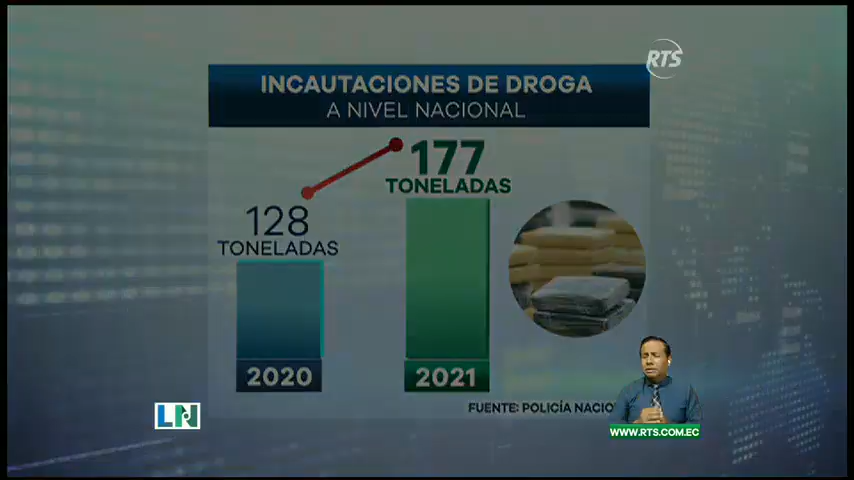 RTS
INCAUTACIONES DE DROGA
A NIVEL NACIONAL
177
TONELADAS
128
TONELADAS
2020
2021
FUENTE: POLICÍA NACIO
LN
WWW.RTS.COM.EC